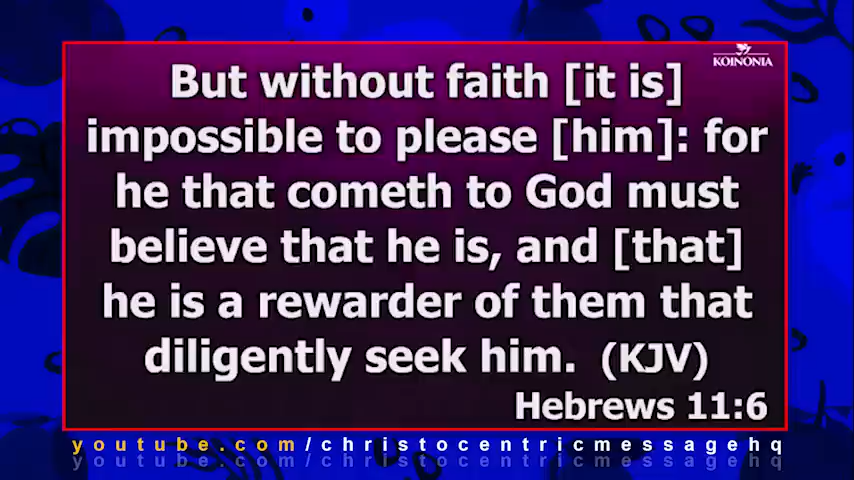 KOINONIA
But without faith [it is]
impossible to please [him]: for
he that cometh to God must
believe that he is, and [that]
he is a rewarder of them that
diligently seek him. (KJV)
Hebrews 11:6
youtube.com/christocentricmessagehq
youtube.com/christocentricmessagehq